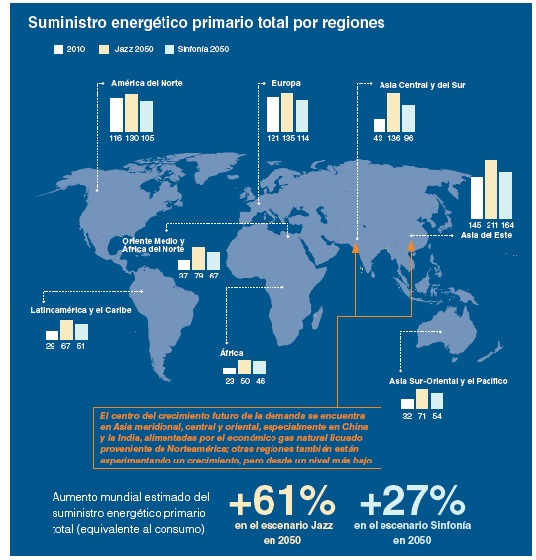 Suministro energético primario total por regiones
2010 Jazz 2050 Sinfonía 2050
América del Norte
116 130 105
Europa
121 135 114
Asia Central y del Sur
43 136 96
145 211 164
Asia del Este
Oriente Medio y
África del Norte
37 79 67
Latinoamérica y el Caribe
29 67 51
África
23 50 46
Asia Sur-Oriental y el Pacífico
32 71 54
El centro del crecimiento futuro de la demanda se encuentra
en Asia meridional, central y oriental, especialmente en China
y la India, alimentadas por el económico gas natural licuado
proveniente de Norteamérica; otras regiones también están
experimentando un crecimiento, pero desde un nivel más bajo
Aumento mundial estimado del
suministro energético primario
total (equivalente al consumo)
+61%
en el escenario Jazz
en 2050
+27%
en el escenario Sinfonía
en 2050